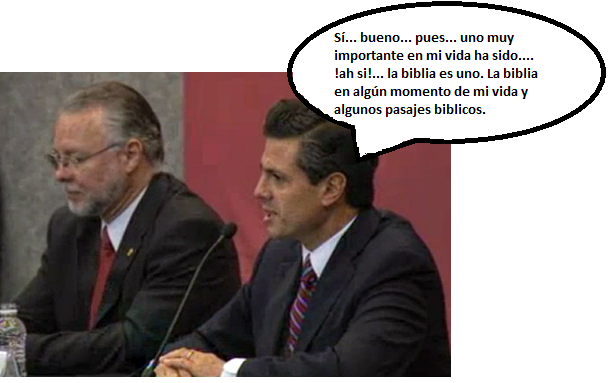 Sí... bueno... pues... uno muy
importante en mi vida ha sido....
!ah si!... la biblia es uno. La biblia
en algún momento de mi vida y
algunos pasajes biblicos.